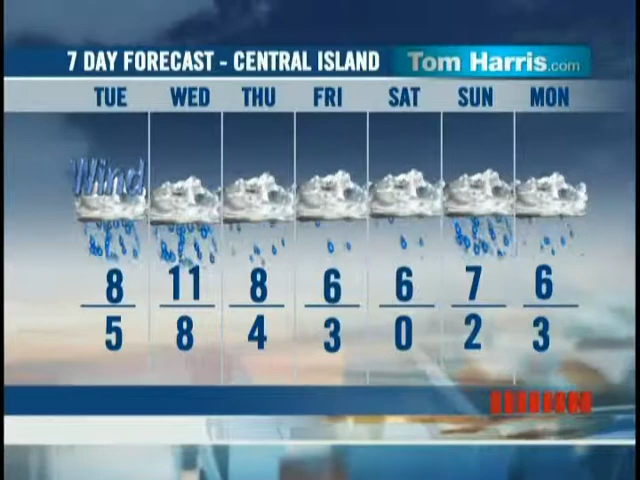 7 DAY FORECAST - CENTRAL ISLAND Tom Harris.com
TUE WED THU FRI SAT SUN MON
Wind
8 11 8 6 6 7 6
5 8 4 3 0 2 3